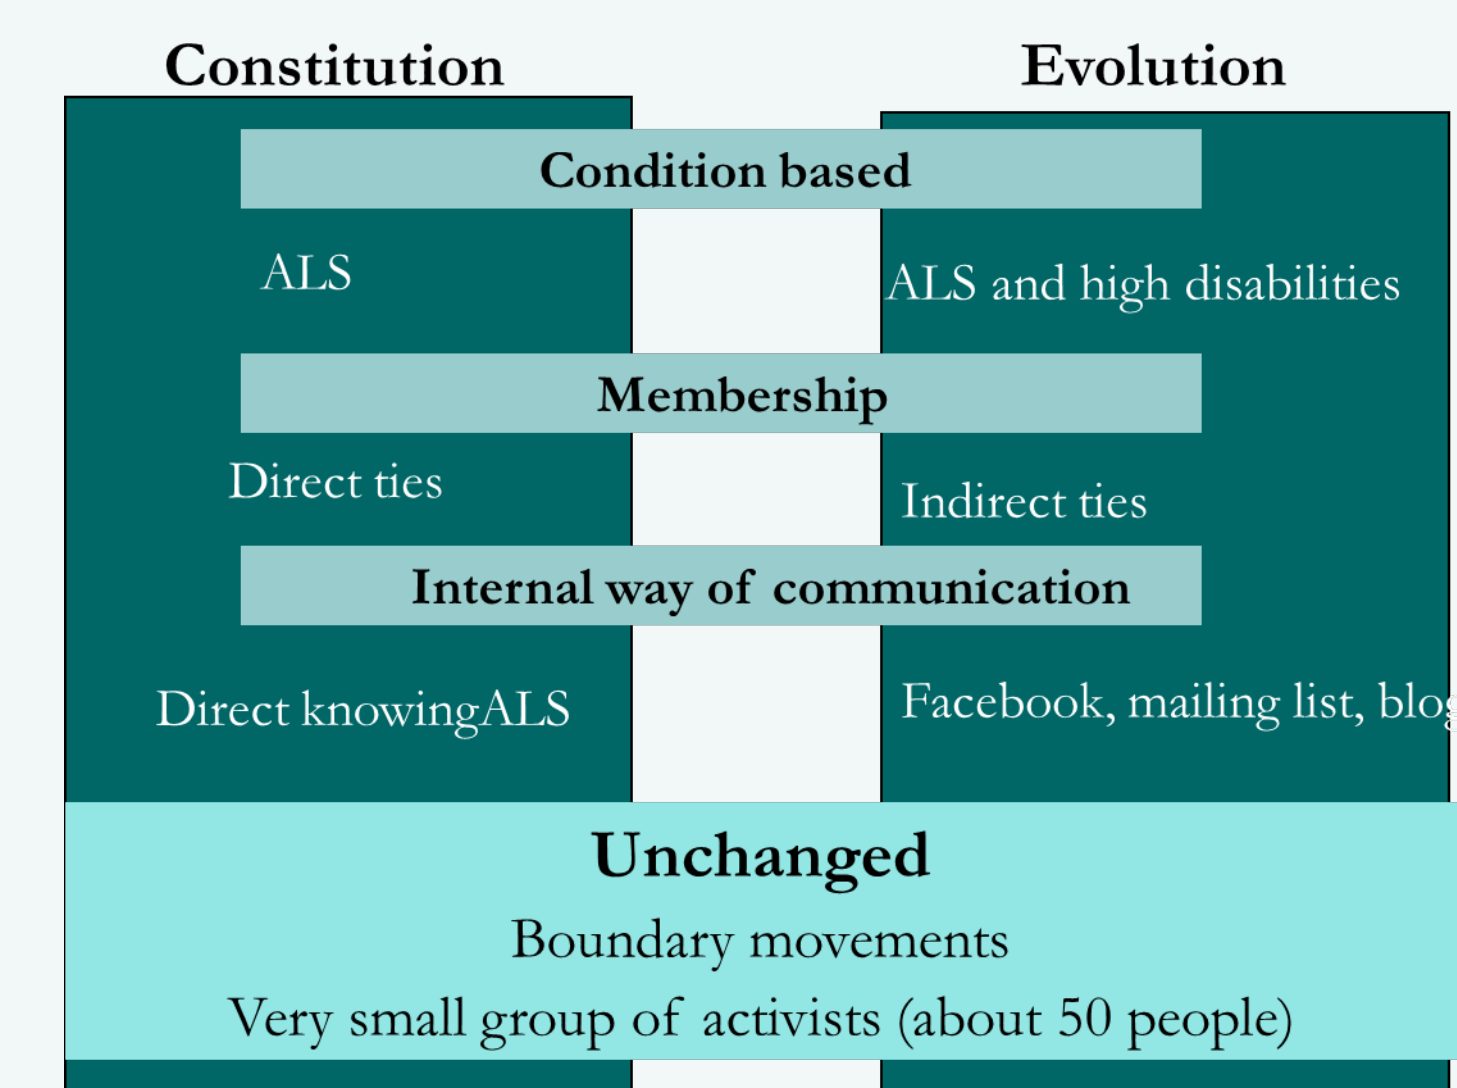 Constitution
Evolution
Condition based
ALS
ALS and high disabilities
Membership
Direct ties
Indirect ties
Internal way of communication
Direct knowingALS
Facebook, mailing list, blog
Unchanged
Boundary movements
Very small group of activists (about 50 people)